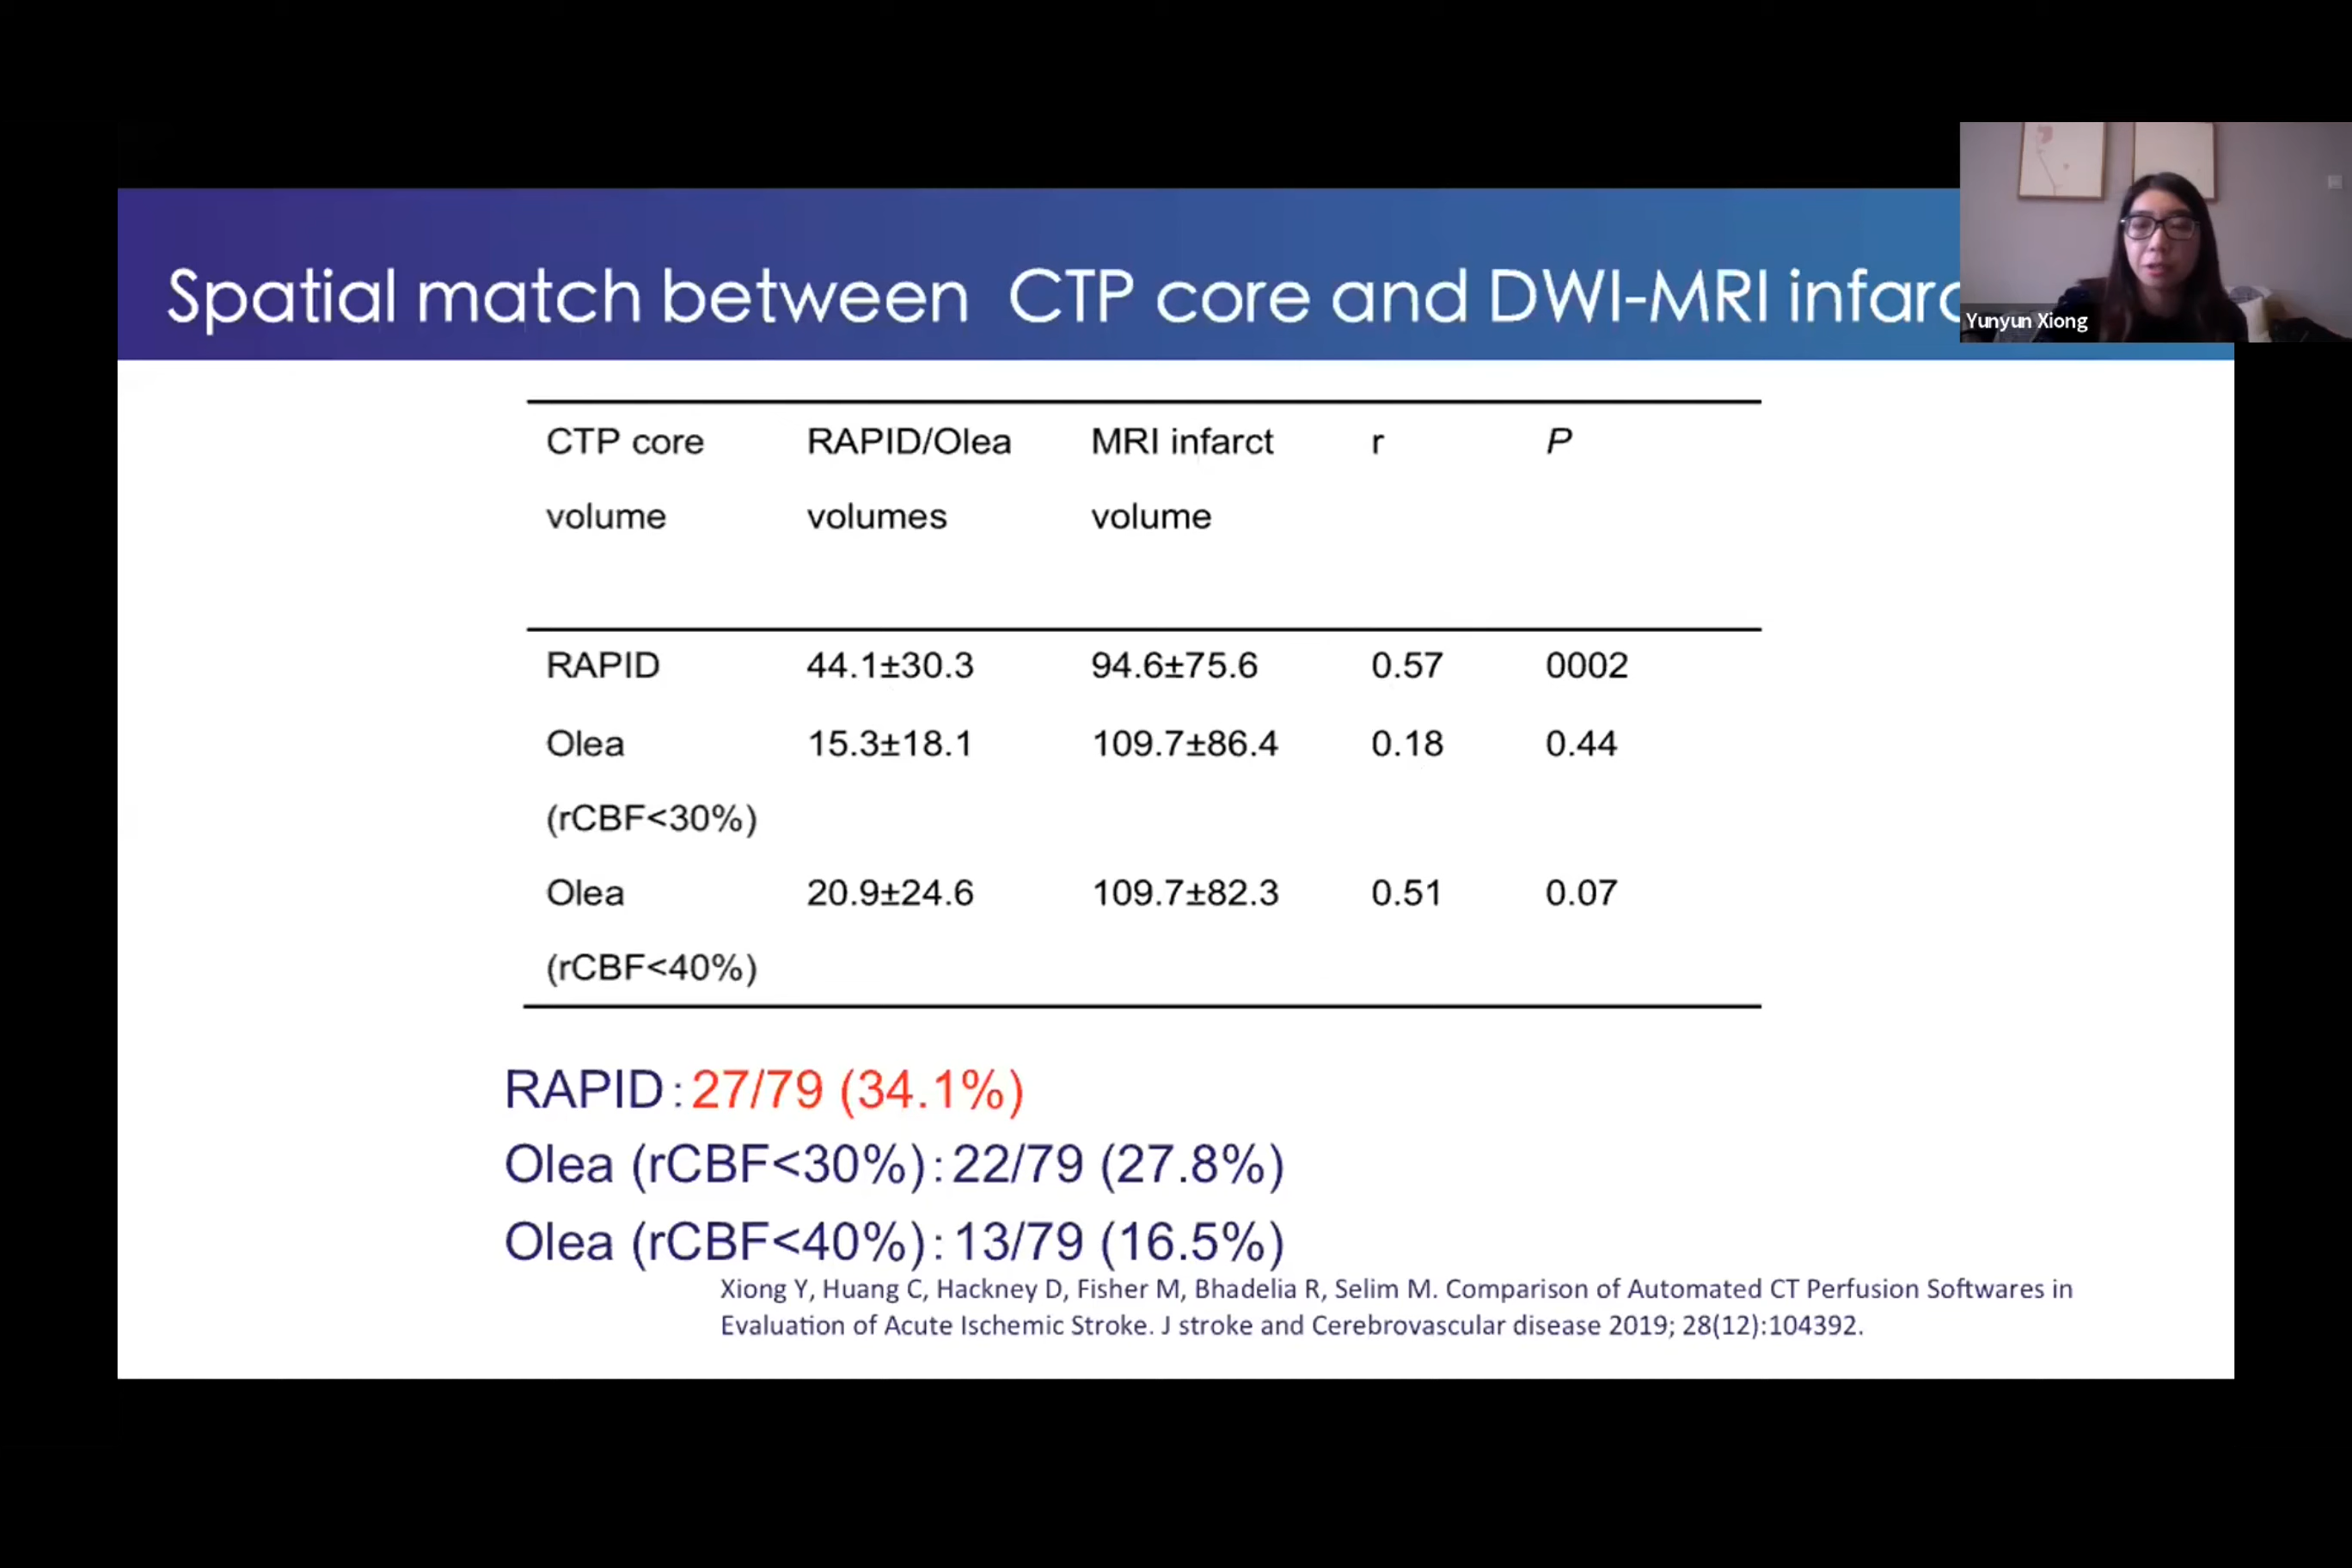 Spatial match between CTP core and DWI-MRI infarc
Yunyun Xiong
CTP core volume RAPID/Olea volumes MRI infarct volume r P
RAPID 44.1±30.3 94.6±75.6 0.57 0002
Olea (rCBF<30%) 15.3±18.1 109.7±86.4 0.18 0.44
Olea (rCBF<40%) 20.9±24.6 109.7±82.3 0.51 0.07
RAPID: 27/79 (34.1%)
Olea (rCBF<30%): 22/79 (27.8%)
Olea (rCBF<40%): 13/79 (16.5%)
Xiong Y, Huang C, Hackney D, Fisher M, Bhadelia R, Selim M. Comparison of Automated CT Perfusion Softwares in
Evaluation of Acute Ischemic Stroke. J stroke and Cerebrovascular disease 2019; 28(12):104392.